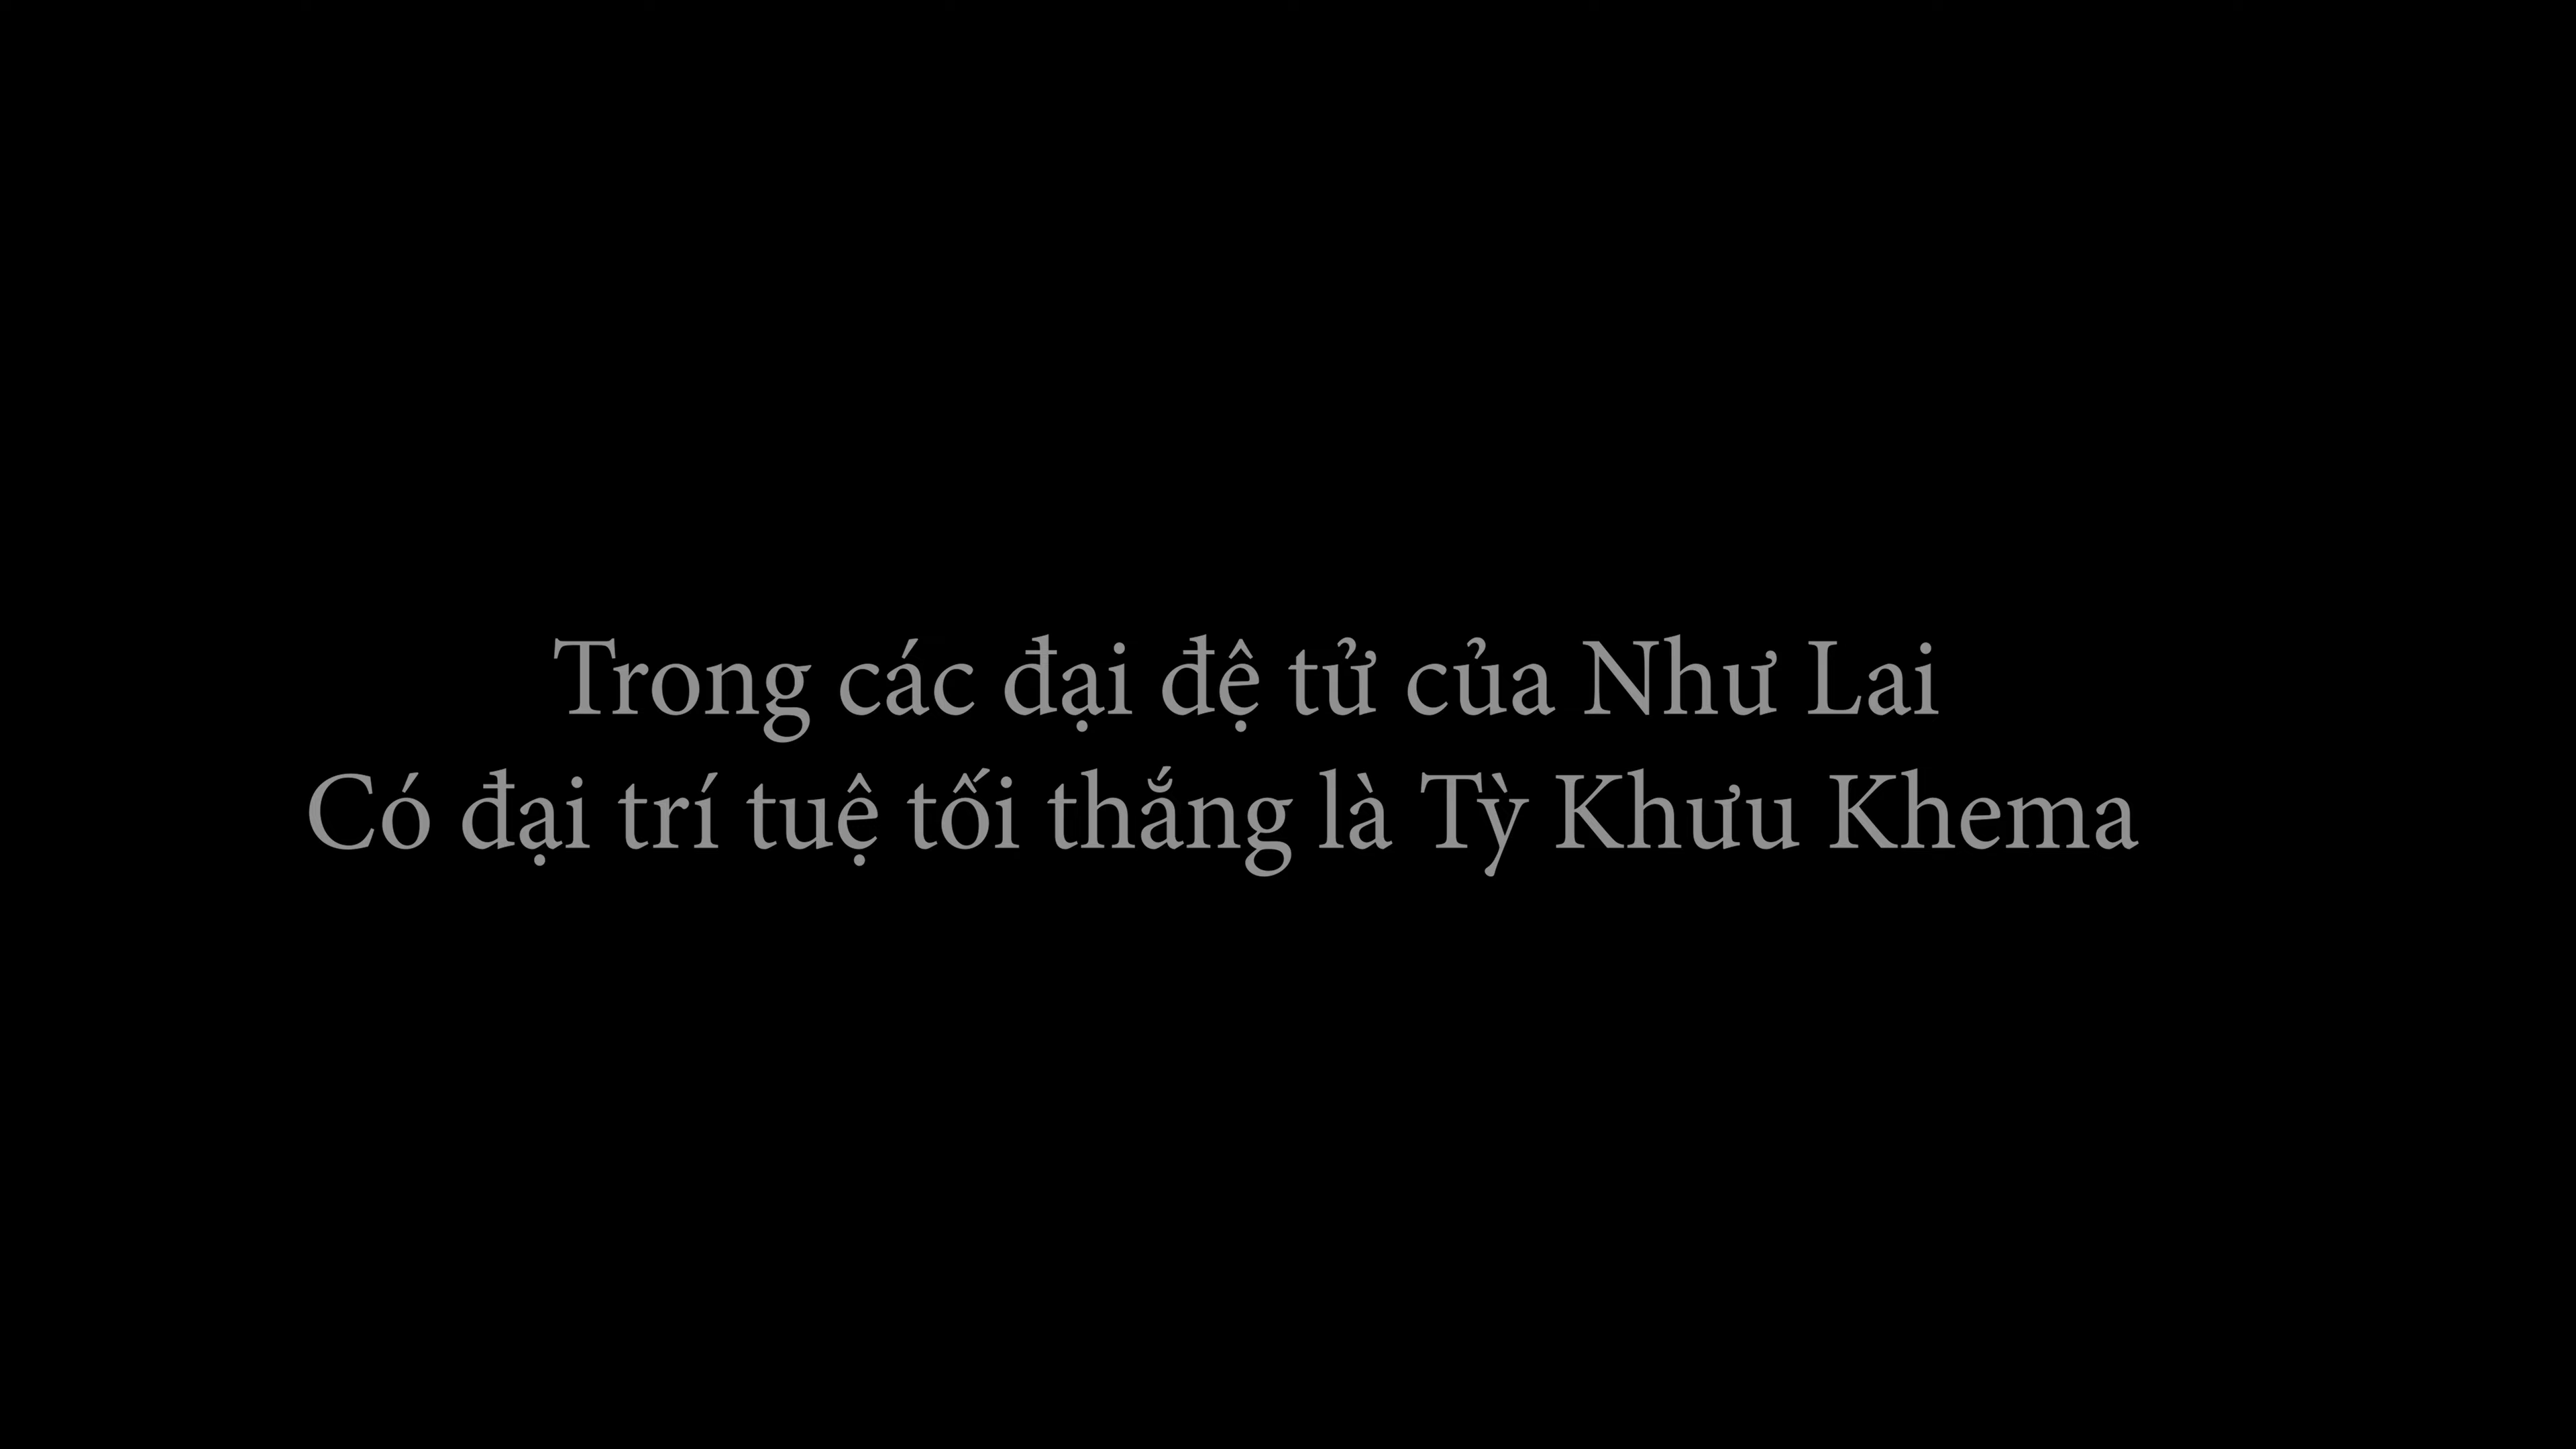 Trong các đại đệ tử của Như Lai
Có đại trí tuệ tối thắng là Tỳ Khưu Khema